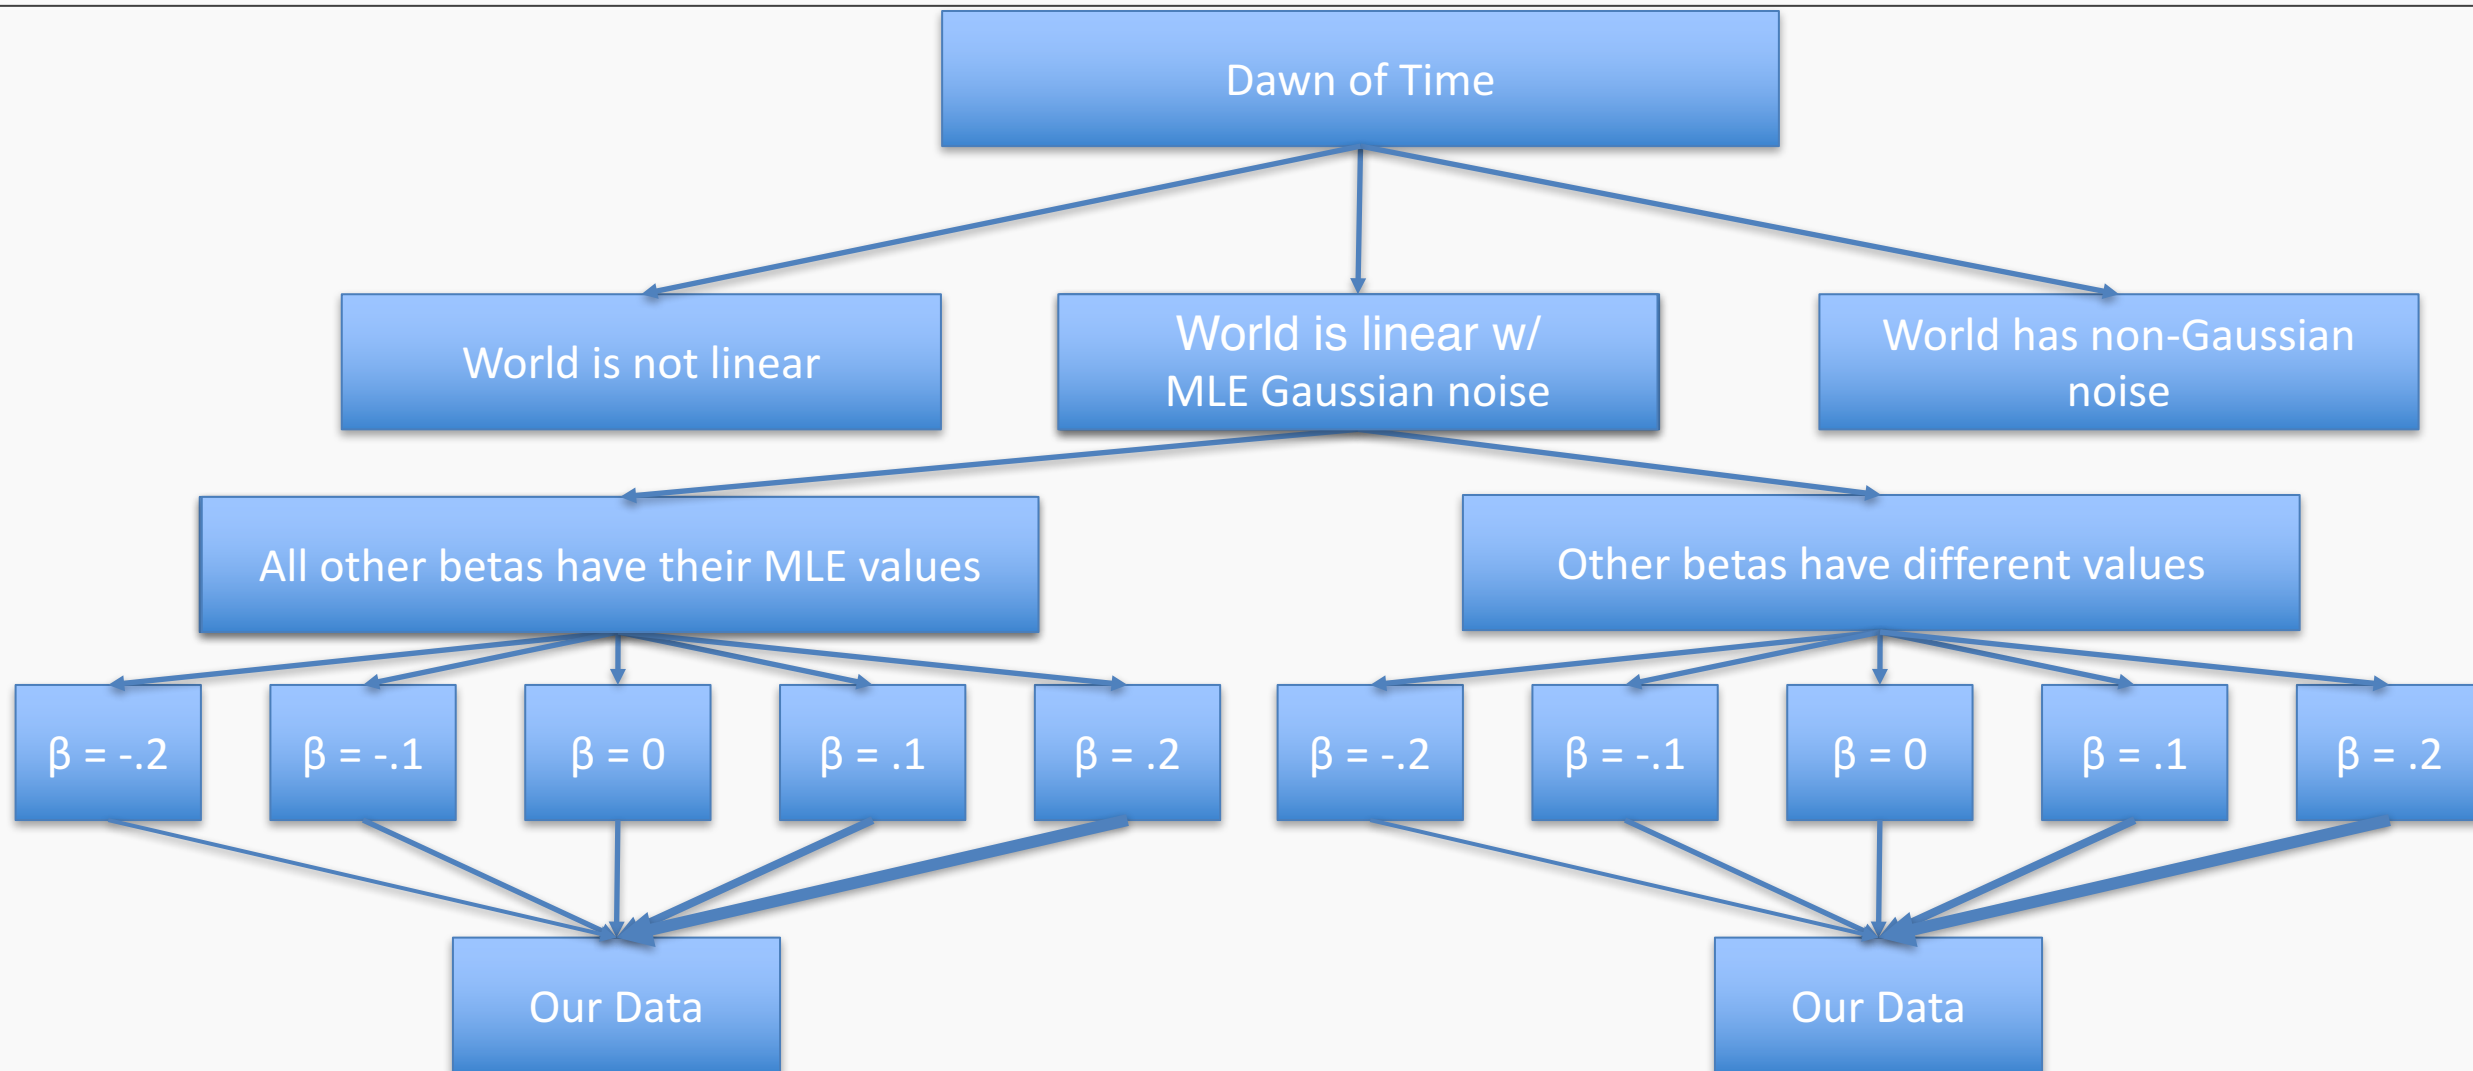 Dawn of Time
World is not linear
World is linear w/
MLE Gaussian noise
World has non-Gaussian
noise
All other betas have their MLE values
Other betas have different values
β = -.2
β = -.1
β = 0
β = .1
β = .2
β = -.2
β = -.1
β = 0
β = .1
β = .2
Our Data
Our Data